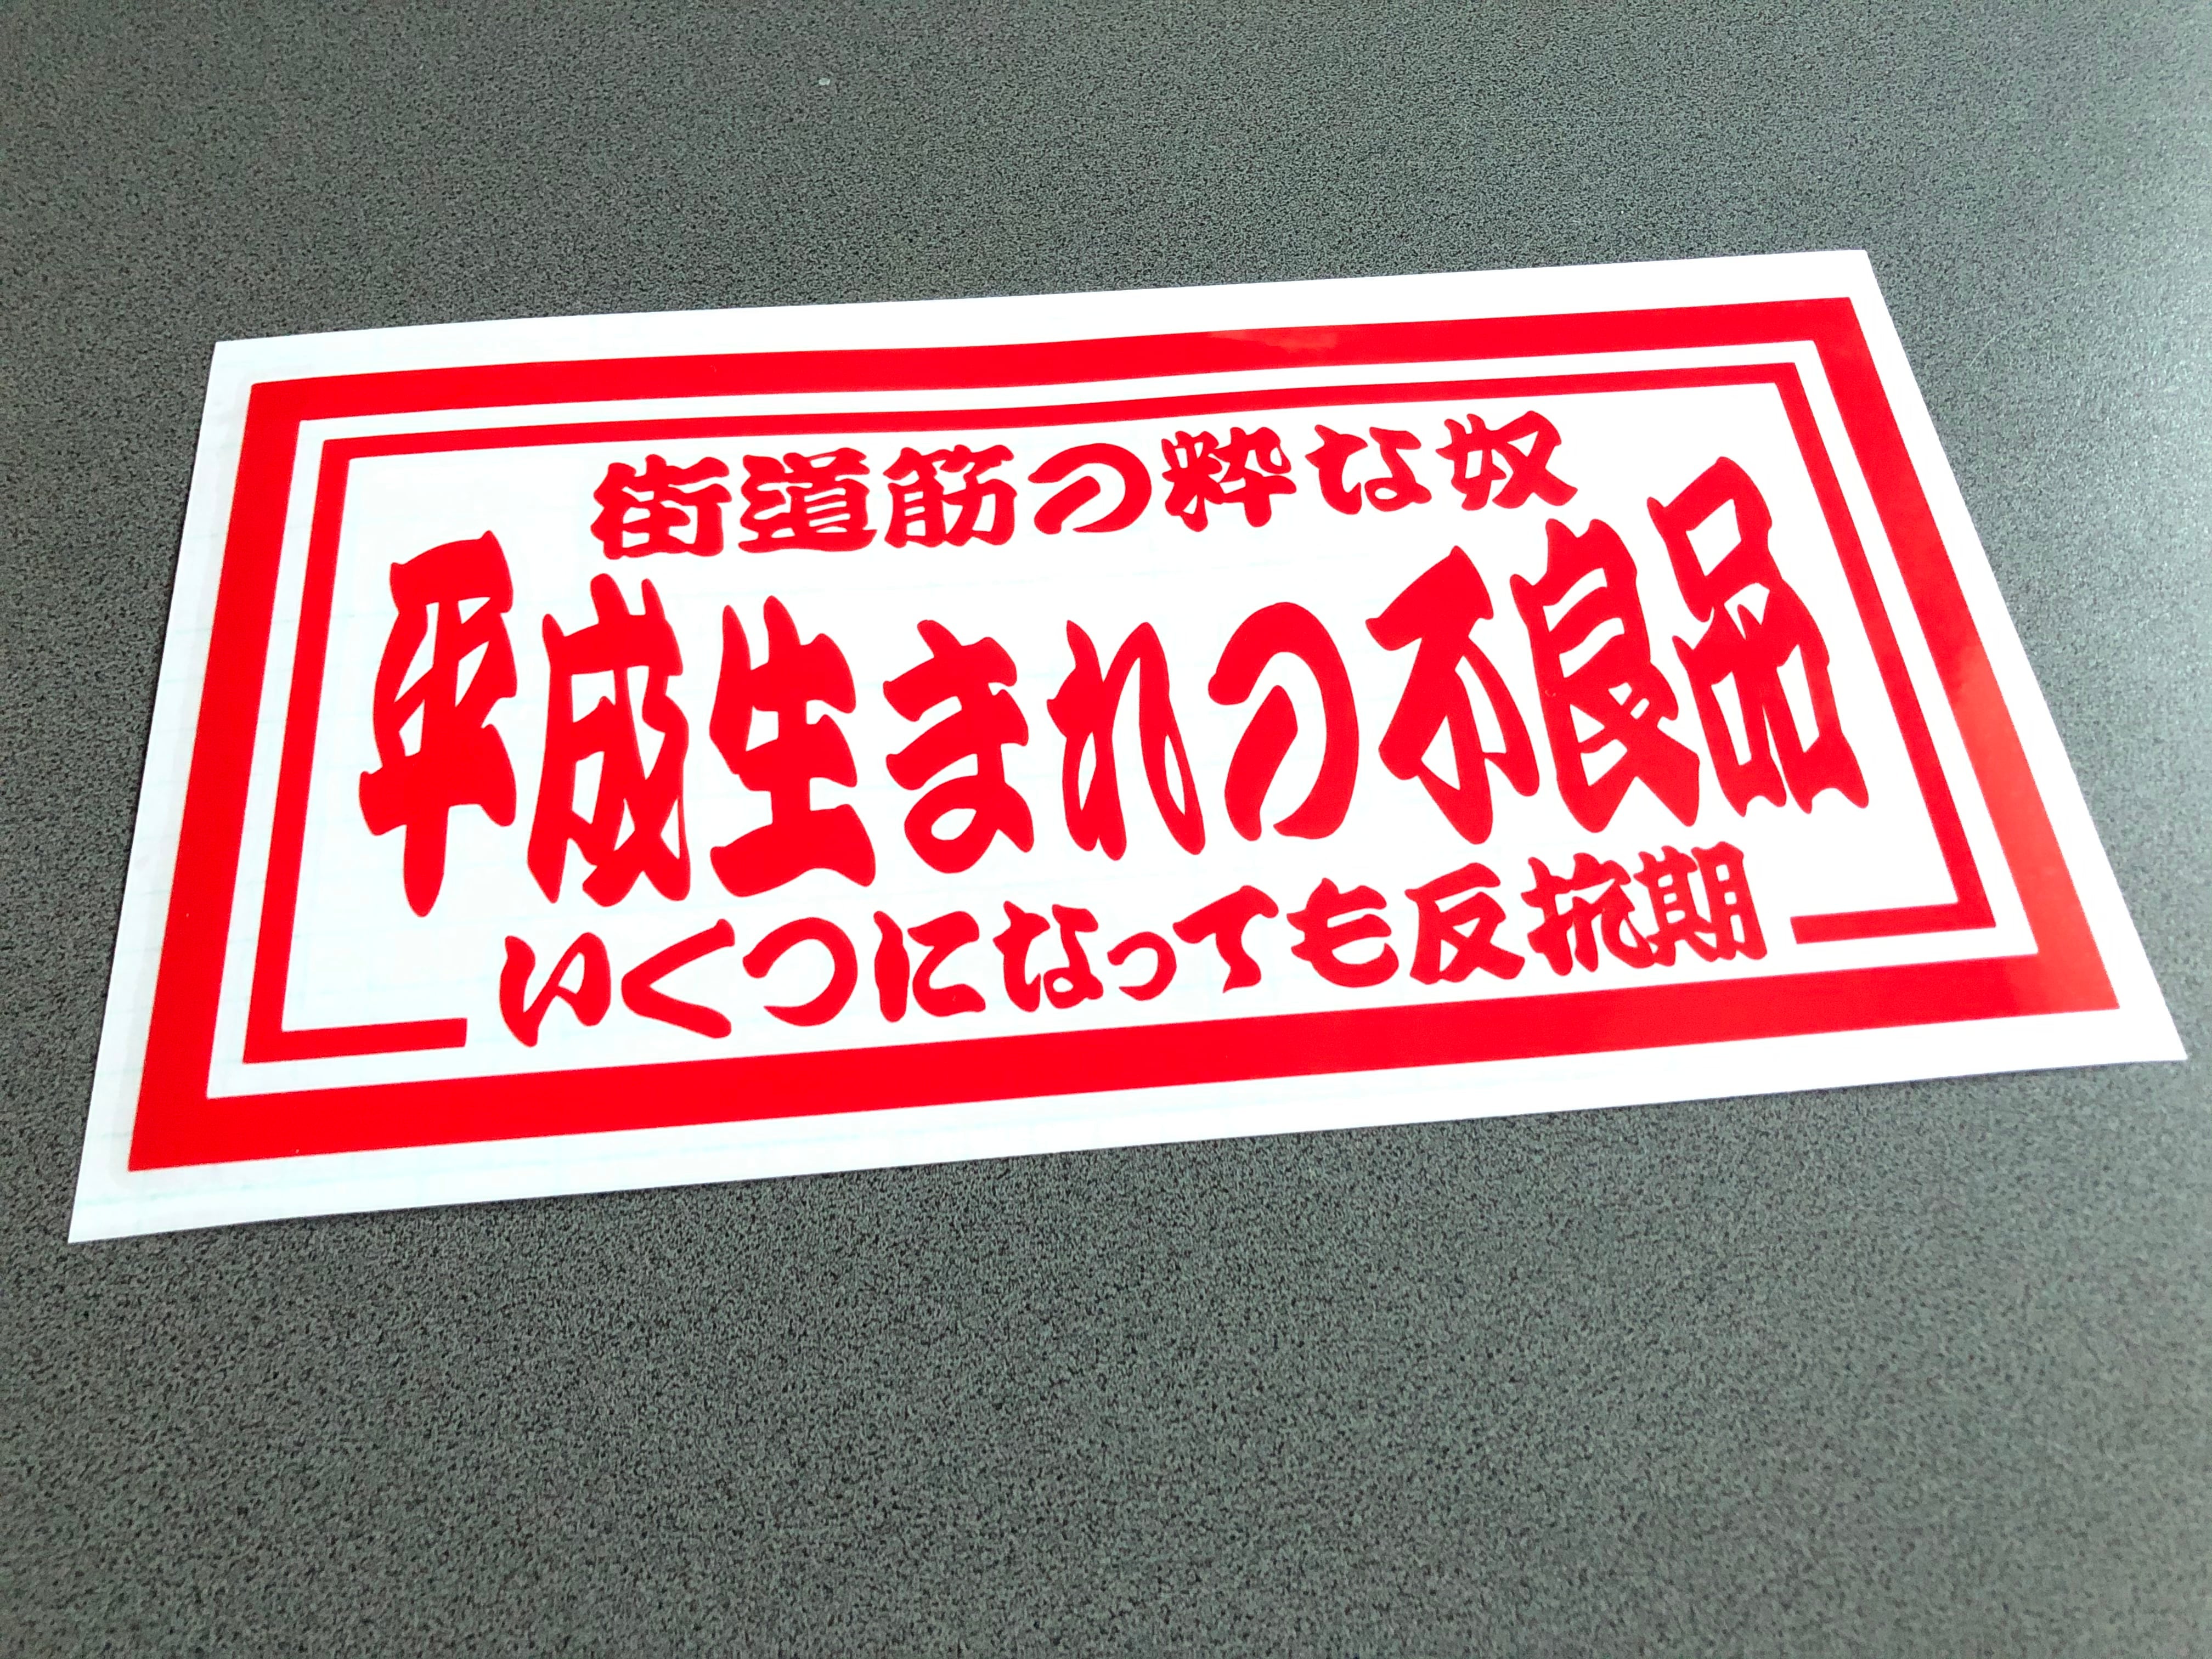 街道筋の粋な奴
平成生まれの不良品
いくつになっても反抗期